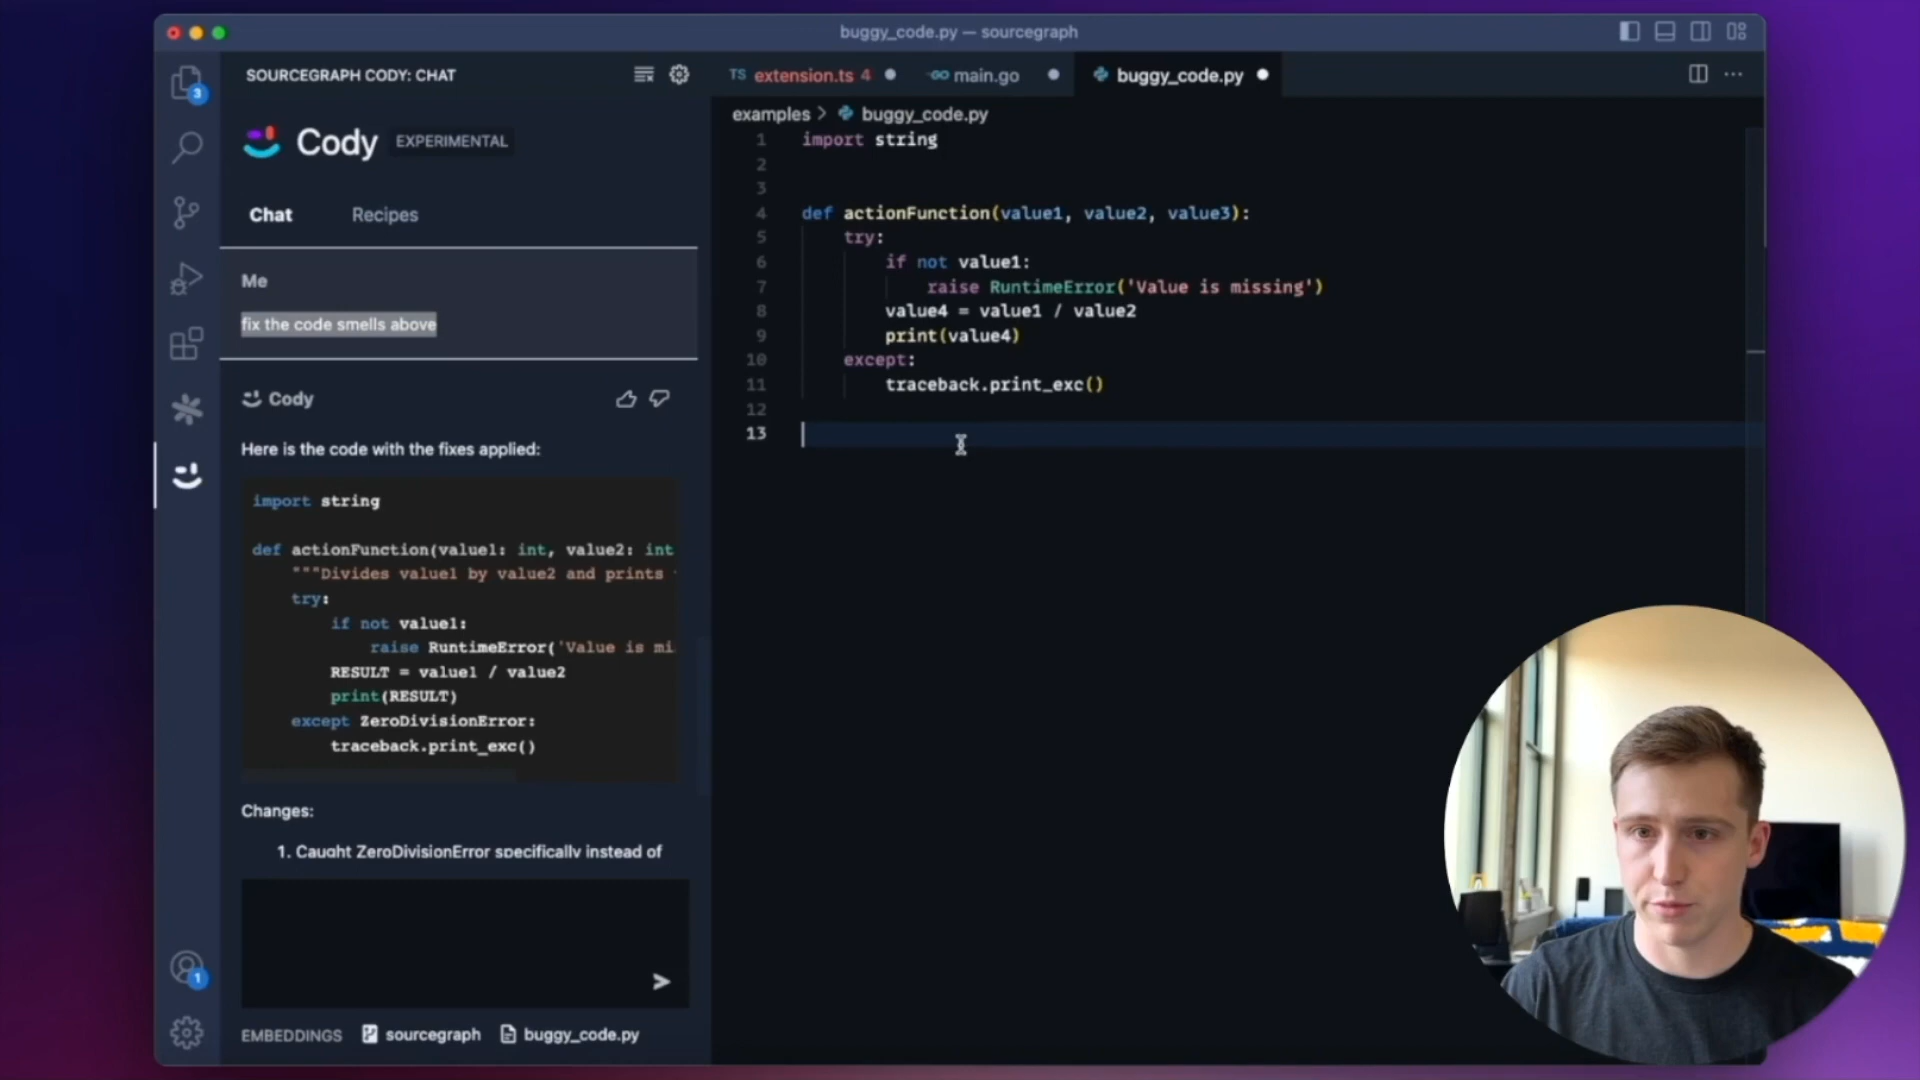 buggy_code.py — sourcegraph
SOURCEGRAPH CODY: CHAT
3
Cody EXPERIMENTAL
Chat Recipes
Me
fix the code smells above
Cody
Here is the code with the fixes applied:
import string
def actionFunction(value1: int, value2: int
"""Divides value1 by value2 and prints
try:
if not value1:
raise RuntimeError('Value is mi
RESULT = value1 / value2
print(RESULT)
except ZeroDivisionError:
traceback.print_exc()
Changes:
1. Caught ZeroDivisionError specifically instead of
1
EMBEDDINGS sourcegraph buggy_code.py
TS extension.ts 4 main.go buggy_code.py
examples > buggy_code.py
1 import string
2
3
4 def actionFunction(value1, value2, value3):
5 try:
6 if not value1:
7 raise RuntimeError('Value is missing')
8 value4 = value1 / value2
9 print(value4)
10 except:
11 traceback.print_exc()
12
13